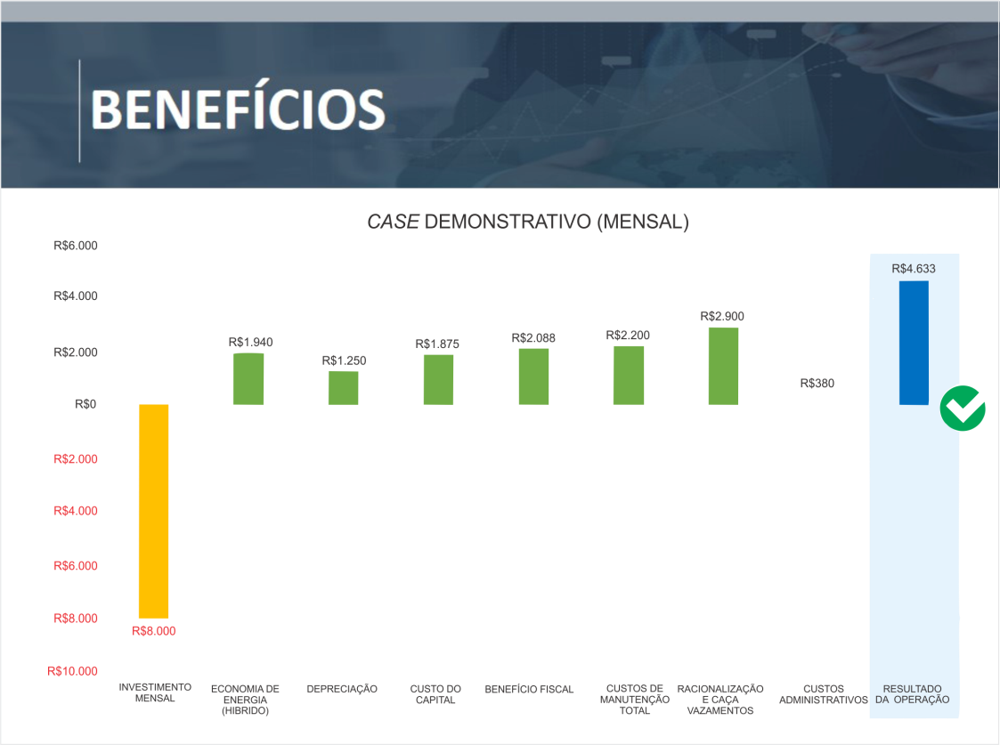 BENEFÍCIOS
CASE DEMONSTRATIVO (MENSAL)
R$6.000
R$4.000
R$2.000
R$0
R$2.000
R$4.000
R$6.000
R$8.000
R$10.000
R$8.000
R$1.940
R$1.250
R$1.875
R$2.088
R$2.200
R$2.900
R$380
R$4.633
INVESTIMENTO
MENSAL
ECONOMIA DE
ENERGIA
(HIBRIDO)
DEPRECIAÇÃO
CUSTO DO
CAPITAL
BENEFÍCIO FISCAL
CUSTOS DE
MANUTENÇÃO
TOTAL
RACIONALIZAÇÃO
E CAÇA
VAZAMENTOS
CUSTOS
ADMINISTRATIVOS
RESULTADO
DA OPERAÇÃO